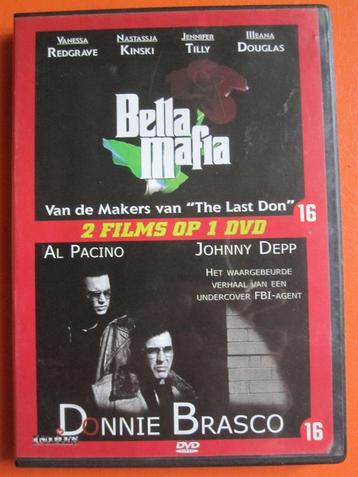 Vanessa Redgrave
Nastassja Kinski
Jennifer Tilly
Illeana Douglas
Bella
mafia
Van de Makers van "The Last Don" 16
2 FILMS OP 1 DVD
Al Pacino Johnny Depp
Het waargebeurde
verhaal van een
undercover FBI-agent
Donnie Brasco 16
DVD